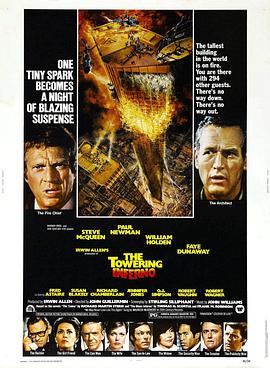 ONE
TINY SPARK
BECOMES
A NIGHT
OF BLAZING
SUSPENSE
The tallest
building
in the world
is on fire.
You are there
with 294
other guests.
There's no
way down.
There's no
way out.
The Fire Chief
The Architect
STEVE
McQUEEN
PAUL
NEWMAN
WILLIAM
HOLDEN
FAYE
DUNAWAY
IRWIN ALLEN'S
THE
TOWERING
INFERNO
FRED
ASTAIRE
SUSAN
BLAKELY
RICHARD
CHAMBERLAIN
JENNIFER
JONES
O.J.
SIMPSON
ROBERT
VAUGHN
ROBERT
WAGNER
Produced by IRWIN ALLEN
Directed by JOHN GUILLERMIN
Screenplay by STIRLING SILLIPHANT
Music by JOHN WILLIAMS
PG
The Builder
The Girl Friend
The Con Man
The Wife
The Son-in-Law
The Widow
The Security Man
The Senator
The Publicity Man